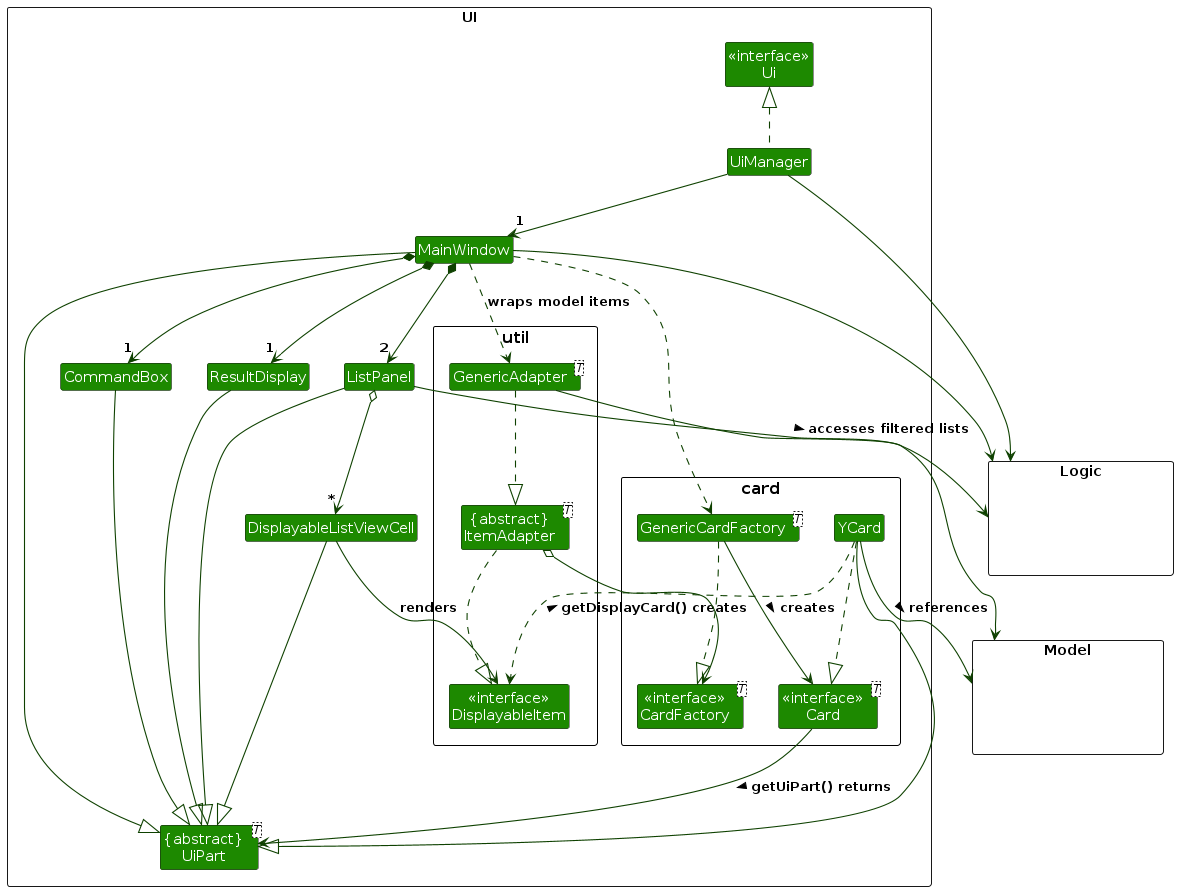 UI
«interface»
Ui
UiManager
1
MainWindow
wraps model items
1
1
2
util
CommandBox
ResultDisplay
ListPanel
GenericAdapter
T
accesses filtered lists
Logic
card
*
DisplayableListViewCell
{abstract}
ItemAdapter
T
GenericCardFactory
T
YCard
renders
getDisplayCard() creates
creates
references
Model
«interface»
DisplayableItem
«interface»
CardFactory
T
«interface»
Card
T
getUiPart() returns
{abstract}
UiPart
T